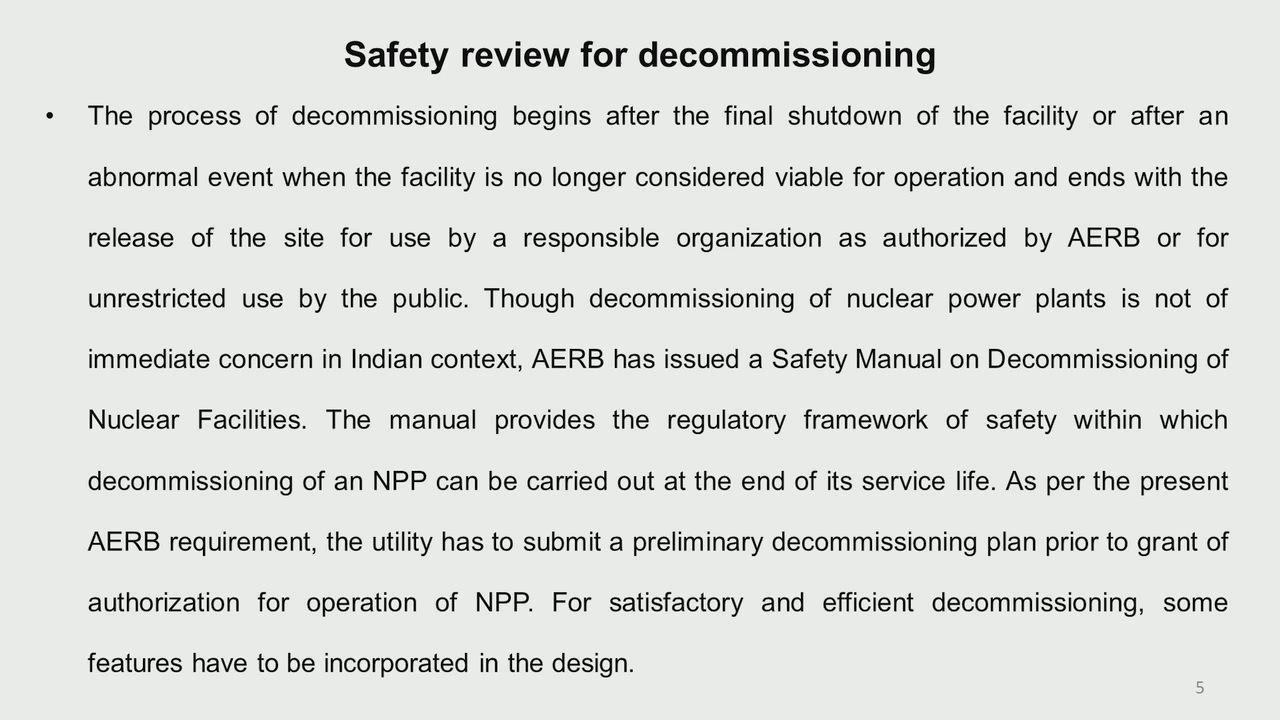 Safety review for decommissioning
• The process of decommissioning begins after the final shutdown of the facility or after an
abnormal event when the facility is no longer considered viable for operation and ends with the
release of the site for use by a responsible organization as authorized by AERB or for
unrestricted use by the public. Though decommissioning of nuclear power plants is not of
immediate concern in Indian context, AERB has issued a Safety Manual on Decommissioning of
Nuclear Facilities. The manual provides the regulatory framework of safety within which
decommissioning of an NPP can be carried out at the end of its service life. As per the present
AERB requirement, the utility has to submit a preliminary decommissioning plan prior to grant of
authorization for operation of NPP. For satisfactory and efficient decommissioning, some
features have to be incorporated in the design.
5